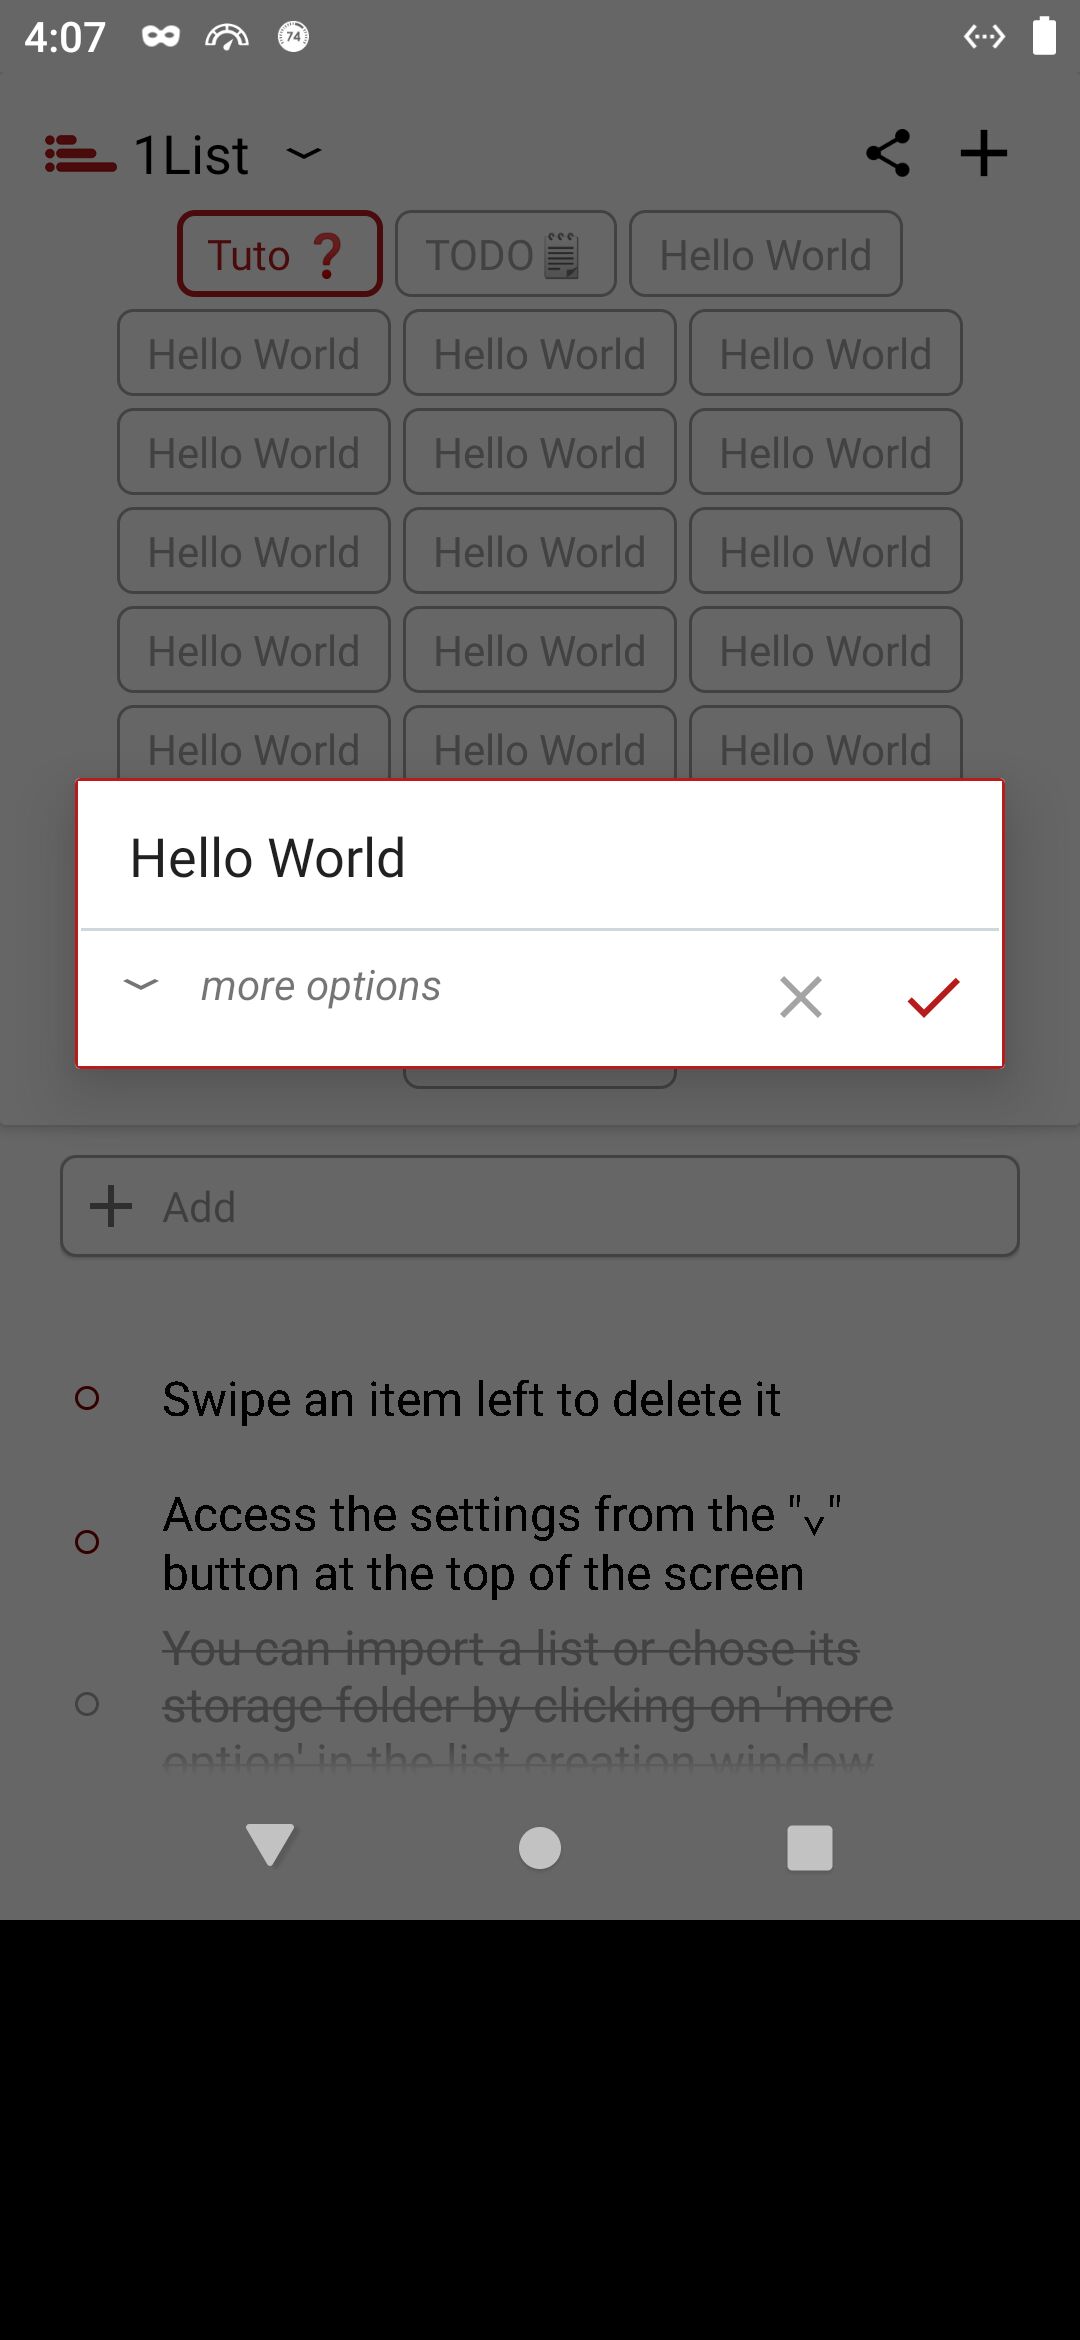 4:07 74
1List
Tuto ❓ TODO🗒 Hello World
Hello World Hello World Hello World
Hello World Hello World Hello World
Hello World Hello World Hello World
Hello World Hello World Hello World
Hello World Hello World Hello World
Hello World
more options
Add
Swipe an item left to delete it
Access the settings from the "v"
button at the top of the screen
You can import a list or chose its
storage folder by clicking on 'more
option' in the list creation window